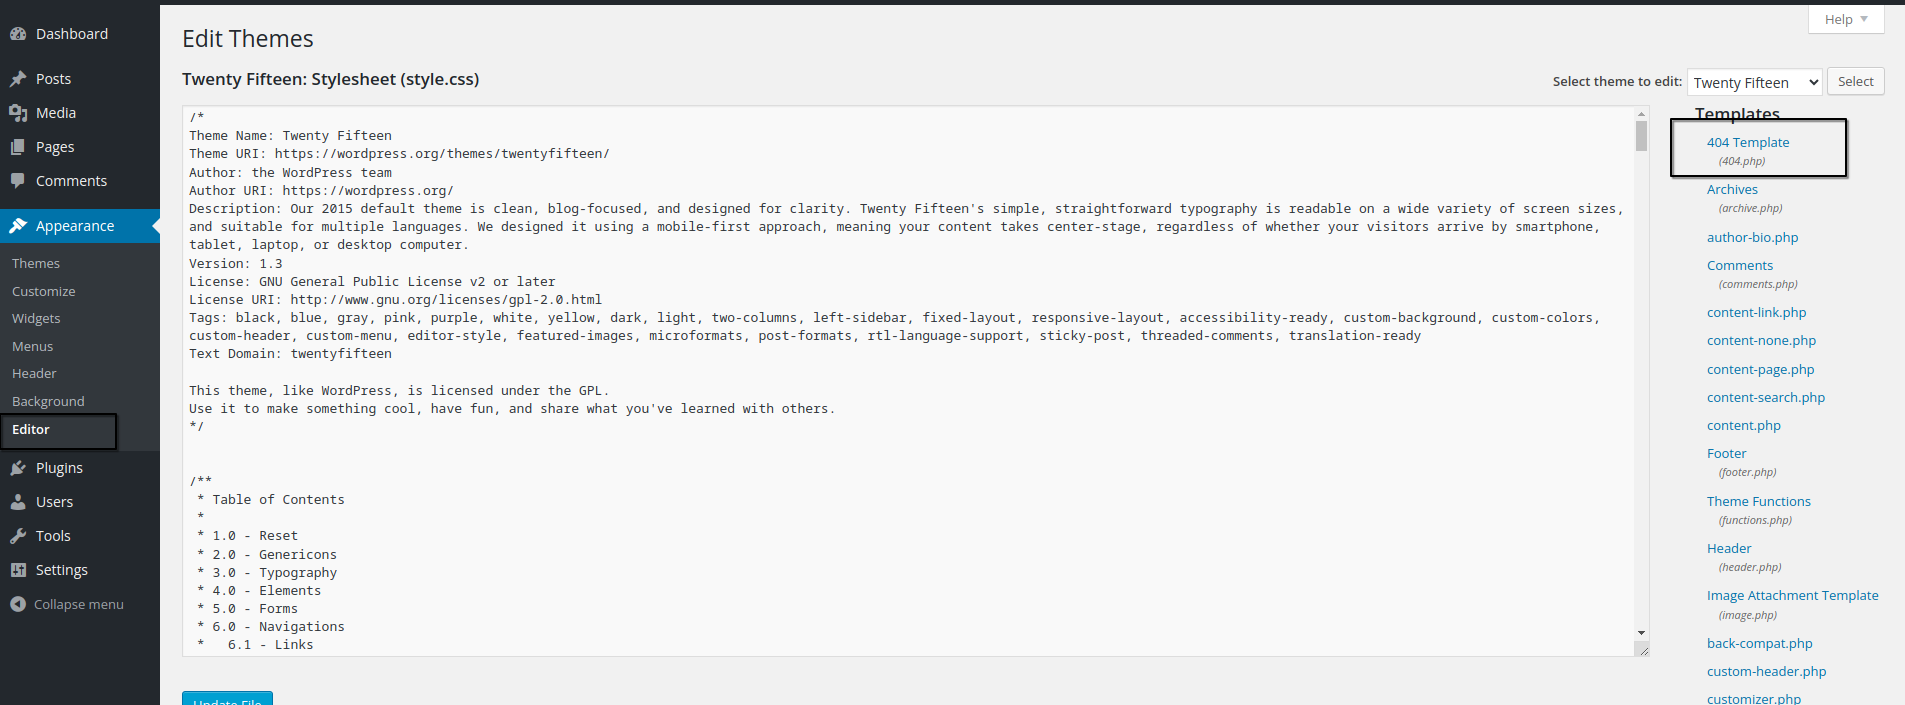 Dashboard
Posts
Media
Pages
Comments
Appearance
Themes
Customize
Widgets
Menus
Header
Background
Editor
Plugins
Users
Tools
Settings
Collapse menu
Help
Edit Themes
Twenty Fifteen: Stylesheet (style.css)
Select theme to edit: Twenty Fifteen Select
/*
Theme Name: Twenty Fifteen
Theme URI: https://wordpress.org/themes/twentyfifteen/
Author: the WordPress team
Author URI: https://wordpress.org/
Description: Our 2015 default theme is clean, blog-focused, and designed for clarity. Twenty Fifteen's simple, straightforward typography is readable on a wide variety of screen sizes,
and suitable for multiple languages. We designed it using a mobile-first approach, meaning your content takes center-stage, regardless of whether your visitors arrive by smartphone,
tablet, laptop, or desktop computer.
Version: 1.3
License: GNU General Public License v2 or later
License URI: http://www.gnu.org/licenses/gpl-2.0.html
Tags: black, blue, gray, pink, purple, white, yellow, dark, light, two-columns, left-sidebar, fixed-layout, responsive-layout, accessibility-ready, custom-background, custom-colors,
custom-header, custom-menu, editor-style, featured-images, microformats, post-formats, rtl-language-support, sticky-post, threaded-comments, translation-ready
Text Domain: twentyfifteen
This theme, like WordPress, is licensed under the GPL.
Use it to make something cool, have fun, and share what you've learned with others.
*/
/**
* Table of Contents
*
* 1.0 - Reset
* 2.0 - Genericons
* 3.0 - Typography
* 4.0 - Elements
* 5.0 - Forms
* 6.0 - Navigations
*   6.1 - Links
Update File
Templates
404 Template
(404.php)
Archives
(archive.php)
author-bio.php
Comments
(comments.php)
content-link.php
content-none.php
content-page.php
content-search.php
content.php
Footer
(footer.php)
Theme Functions
(functions.php)
Header
(header.php)
Image Attachment Template
(image.php)
back-compat.php
custom-header.php
customizer.php